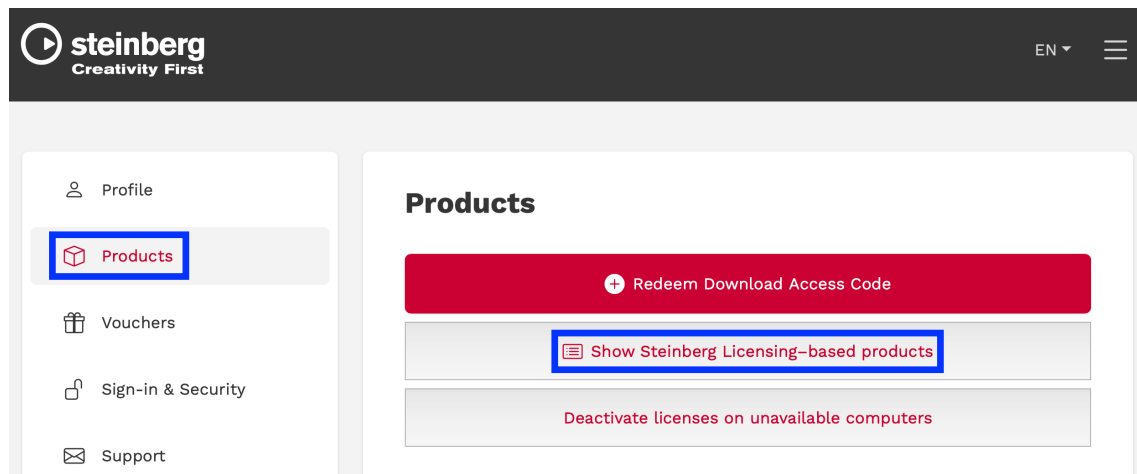 steinberg
Creativity First
EN
Profile
Products
Vouchers
Sign-in & Security
Support
Products
Redeem Download Access Code
Show Steinberg Licensing-based products
Deactivate licenses on unavailable computers